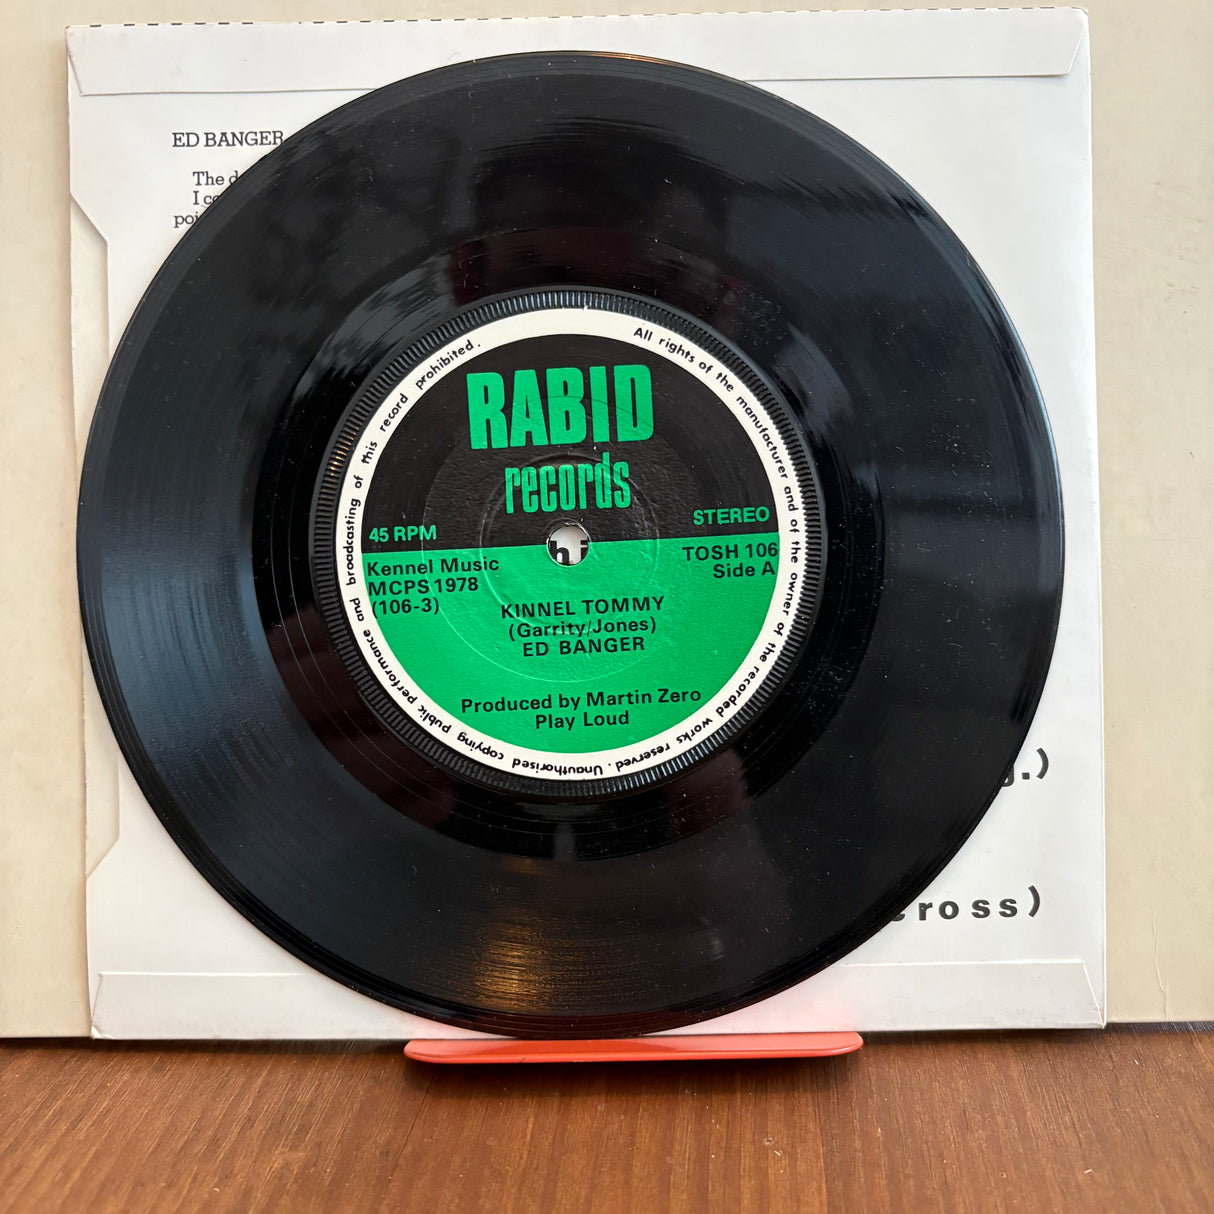 ED BANGER
The
I
RABID
records
45 RPM
STEREO
Kennel Music
MCPS 1978
(106-3)
TOSH 106
Side A
KINNEL TOMMY
(Garrity/Jones)
ED BANGER
Produced by Martin Zero
Play Loud
All rights of the manufacturer and of the owner of the recorded works reserved. Unauthorised copying public performance and broadcasting of this record prohibited.